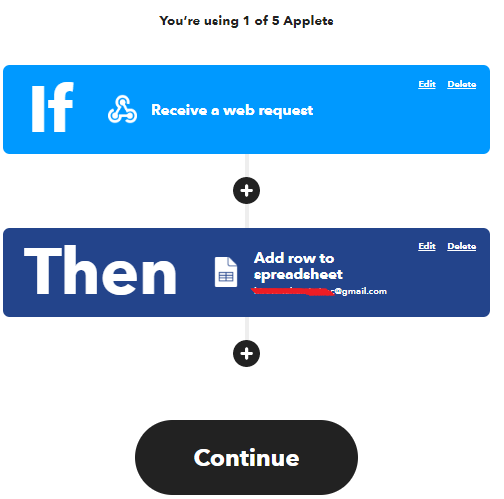 You're using 1 of 5 Applets
If
Receive a web request
Edit Delete
Then
Add row to
spreadsheet
@gmail.com
Edit Delete
Continue